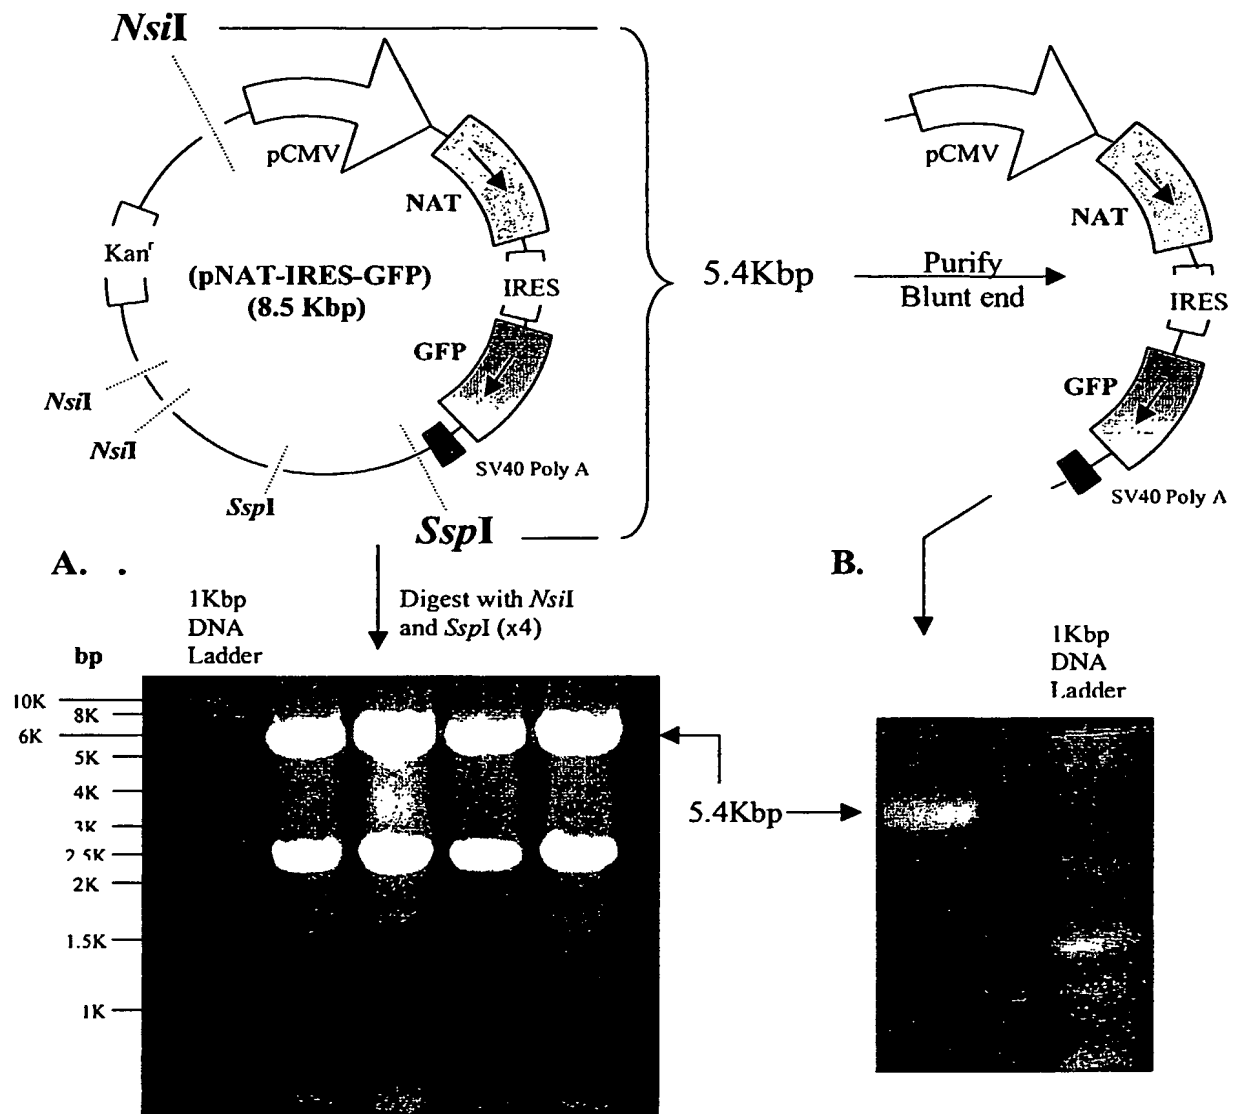 NsiI
pCMV
NAT
Kanʳ
(pNAT-IRES-GFP)
(8.5 Kbp)
IRES
GFP
NsiI
NsiI
SspI
SV40 Poly A
SspI
5.4Kbp
Purify
Blunt end
pCMV
NAT
IRES
GFP
SV40 Poly A
A. .
B.
Digest with NsiI
and SspI (x4)
1Kbp
DNA
Ladder
bp
10K
8K
6K
5K
4K
3K
2.5K
2K
1.5K
1K
5.4Kbp
1Kbp
DNA
Ladder